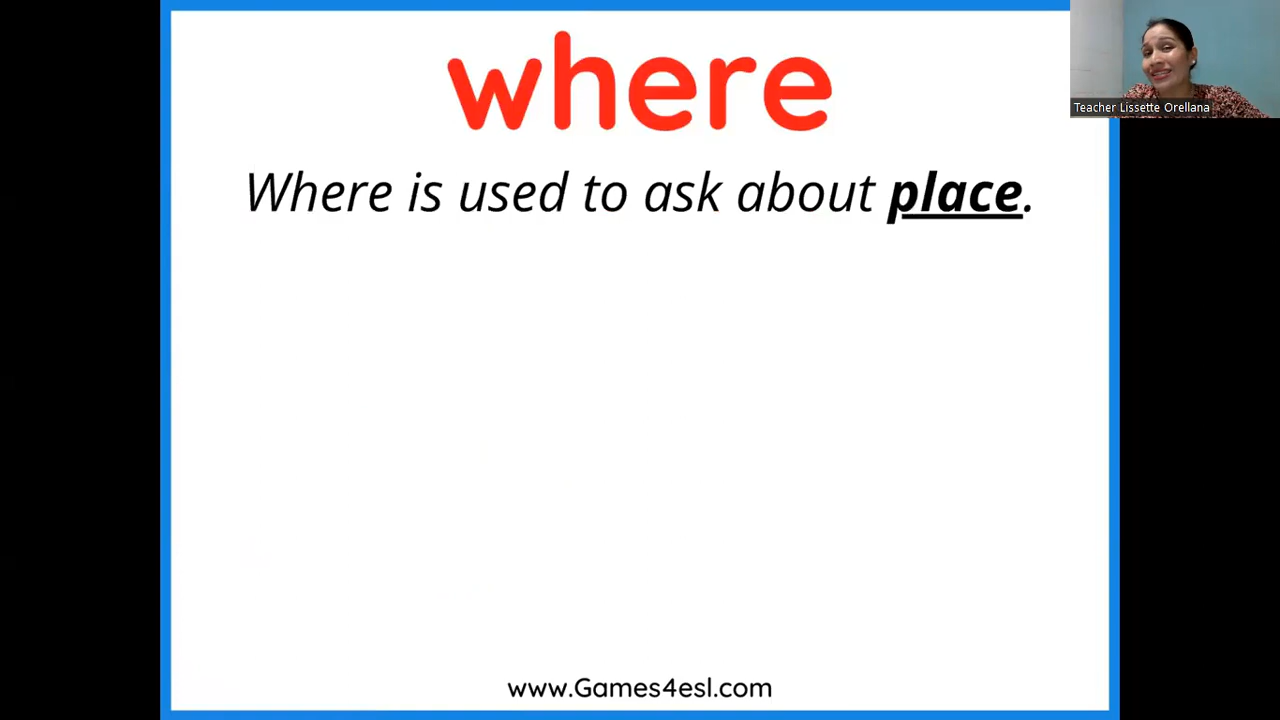 where
Where is used to ask about place.
Teacher Lissette Orellana
www.Games4esl.com